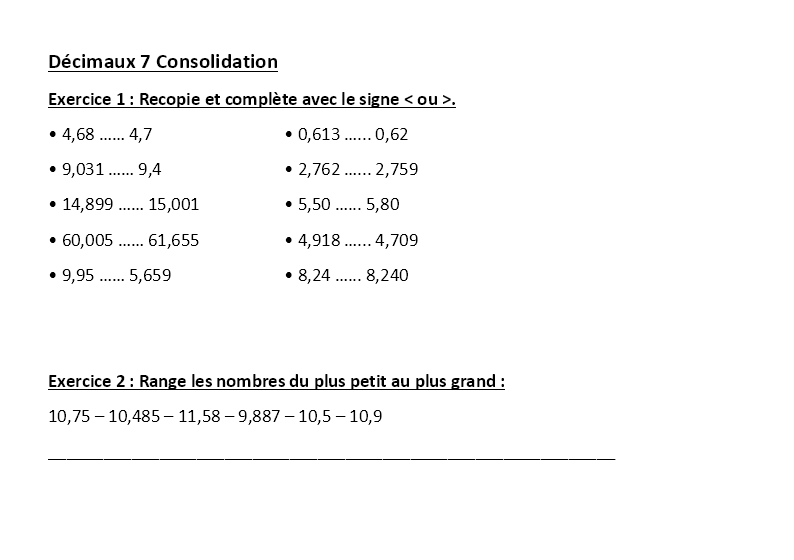 Décimaux 7 Consolidation
Exercice 1 : Recopie et complète avec le signe < ou >.
• 4,68 …… 4,7 • 0,613 …… 0,62
• 9,031 …… 9,4 • 2,762 …… 2,759
• 14,899 …… 15,001 • 5,50 …… 5,80
• 60,005 …… 61,655 • 4,918 …… 4,709
• 9,95 …… 5,659 • 8,24 …… 8,240
Exercice 2 : Range les nombres du plus petit au plus grand :
10,75 – 10,485 – 11,58 – 9,887 – 10,5 – 10,9